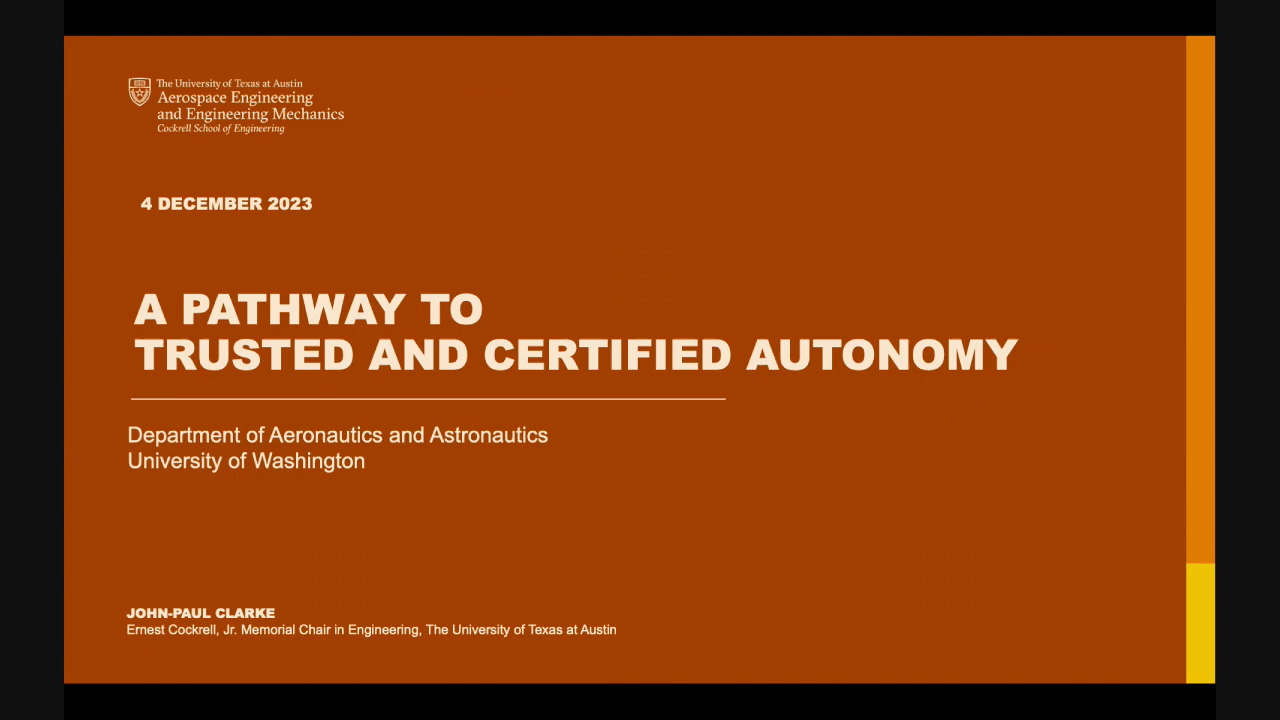 The University of Texas at Austin
Aerospace Engineering
and Engineering Mechanics
Cockrell School of Engineering
4 DECEMBER 2023
A PATHWAY TO
TRUSTED AND CERTIFIED AUTONOMY
Department of Aeronautics and Astronautics
University of Washington
JOHN-PAUL CLARKE
Ernest Cockrell, Jr. Memorial Chair in Engineering, The University of Texas at Austin